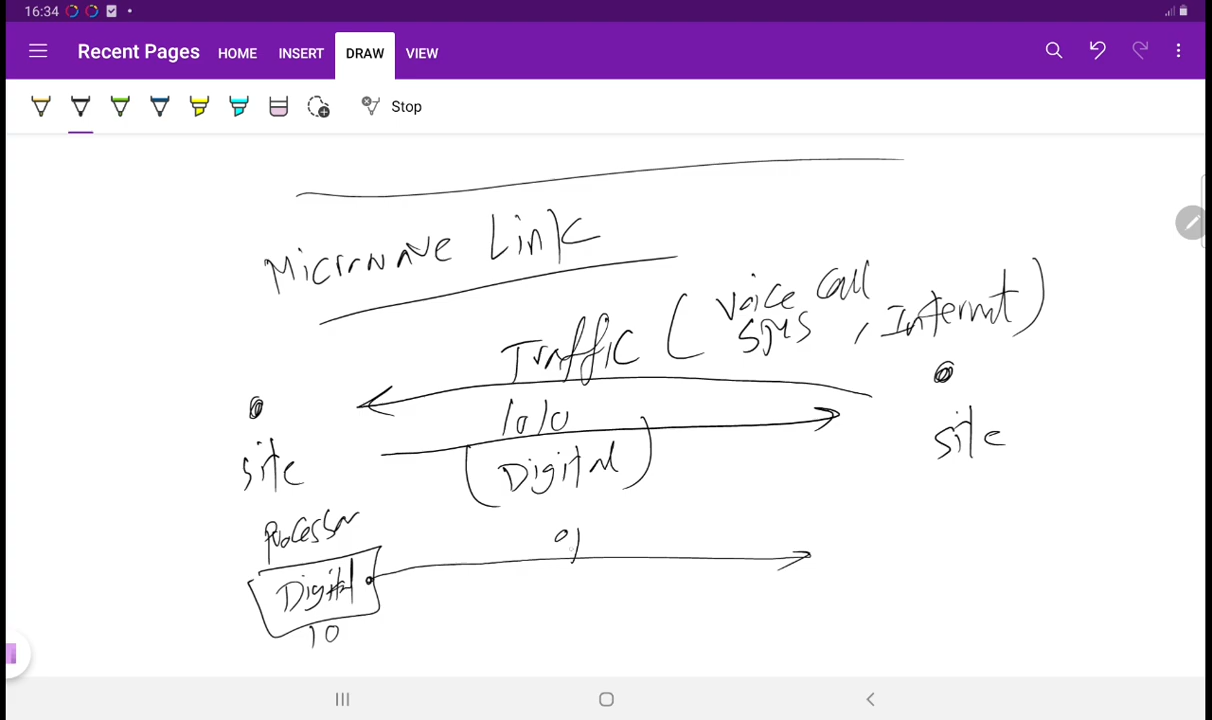 16:34
Recent Pages HOME INSERT DRAW VIEW
Stop
Microwave Link
Traffic ( Voice Call
SMS , Internet )
1010
(Digital)
site
site
Processor
Digital
10
01